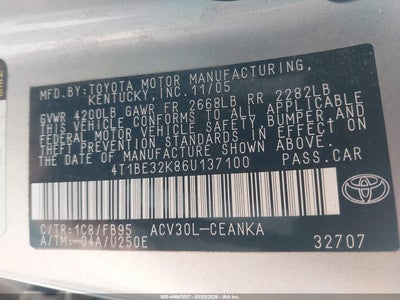 MFD.BY:TOYOTA MOTOR MANUFACTURING,
KENTUCKY,INC.11/05
GVWR 4200LB GAWR FR 2668LB RR 2282LB
THIS VEHICLE CONFORMS TO ALL APPLICABLE
FEDERAL MOTOR VEHICLE SAFETY, BUMPER,
AND THEFT PREVENTION STANDARDS IN EFFECT
ON THE DATE OF MANUFACTURE SHOWN ABOVE.
4T1BE32K86U137100 PASS.CAR
C/TR:1C8/FB95 ACV30L-CEANKA
A/TM:-04A/U250E
TOYOTA
32707